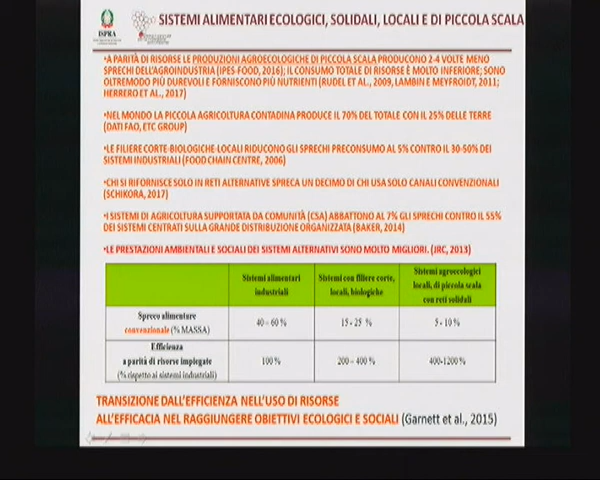 SISTEMI ALIMENTARI ECOLOGICI, SOLIDALI, LOCALI E DI PICCOLA SCALA
ISPRA
•A PARITÀ DI RISORSE LE PRODUZIONI AGROECOLOGICHE DI PICCOLA SCALA PRODUCONO 2-4 VOLTE MENO
SPRECHI DELL'AGROINDUSTRIA (IPES-FOOD, 2016); IL CONSUMO TOTALE DI RISORSE È MOLTO INFERIORE; SONO
OLTREMODO PIÙ DUREVOLI E FORNISCONO PIÙ NUTRIENTI (RUDEL ET AL., 2009, LAMBIN E MEYFROIDT, 2011;
HERRERO ET AL., 2017)
•NEL MONDO LA PICCOLA AGRICOLTURA CONTADINA PRODUCE IL 70% DEL TOTALE CON IL 25% DELLE TERRE
(DATI FAO, ETC GROUP)
•LE FILIERE CORTE-BIOLOGICHE-LOCALI RIDUCONO GLI SPRECHI PRECONSUMO AL 5% CONTRO IL 30-50% DEI
SISTEMI INDUSTRIALI (FOOD CHAIN CENTRE, 2006)
•CHI SI RIFORNISCE SOLO IN RETI ALTERNATIVE SPRECA UN DECIMO DI CHI USA SOLO CANALI CONVENZIONALI
(SCHIKORA, 2017)
•I SISTEMI DI AGRICOLTURA SUPPORTATA DA COMUNITÀ (CSA) ABBATTONO AL 7% GLI SPRECHI CONTRO IL 55%
DEI SISTEMI CENTRATI SULLA GRANDE DISTRIBUZIONE ORGANIZZATA (BAKER, 2014)
•LE PRESTAZIONI AMBIENTALI E SOCIALI DEI SISTEMI ALTERNATIVI SONO MOLTO MIGLIORI. (JRC, 2013)
Sistemi alimentari
industriali
Sistemi con filiere corte,
locali, biologiche
Sistemi agroecologici
locali, di piccola scala
con reti solidali
Spreco alimentare
convenzionale (% MASSA)
40 – 60 %
15 - 25 %
5 - 10 %
Efficienza
a parità di risorse impiegate
(% rispetto ai sistemi industriali)
100 %
200 – 400 %
400-1200 %
TRANSIZIONE DALL'EFFICIENZA NELL'USO DI RISORSE
ALL'EFFICACIA NEL RAGGIUNGERE OBIETTIVI ECOLOGICI E SOCIALI (Garnett et al., 2015)